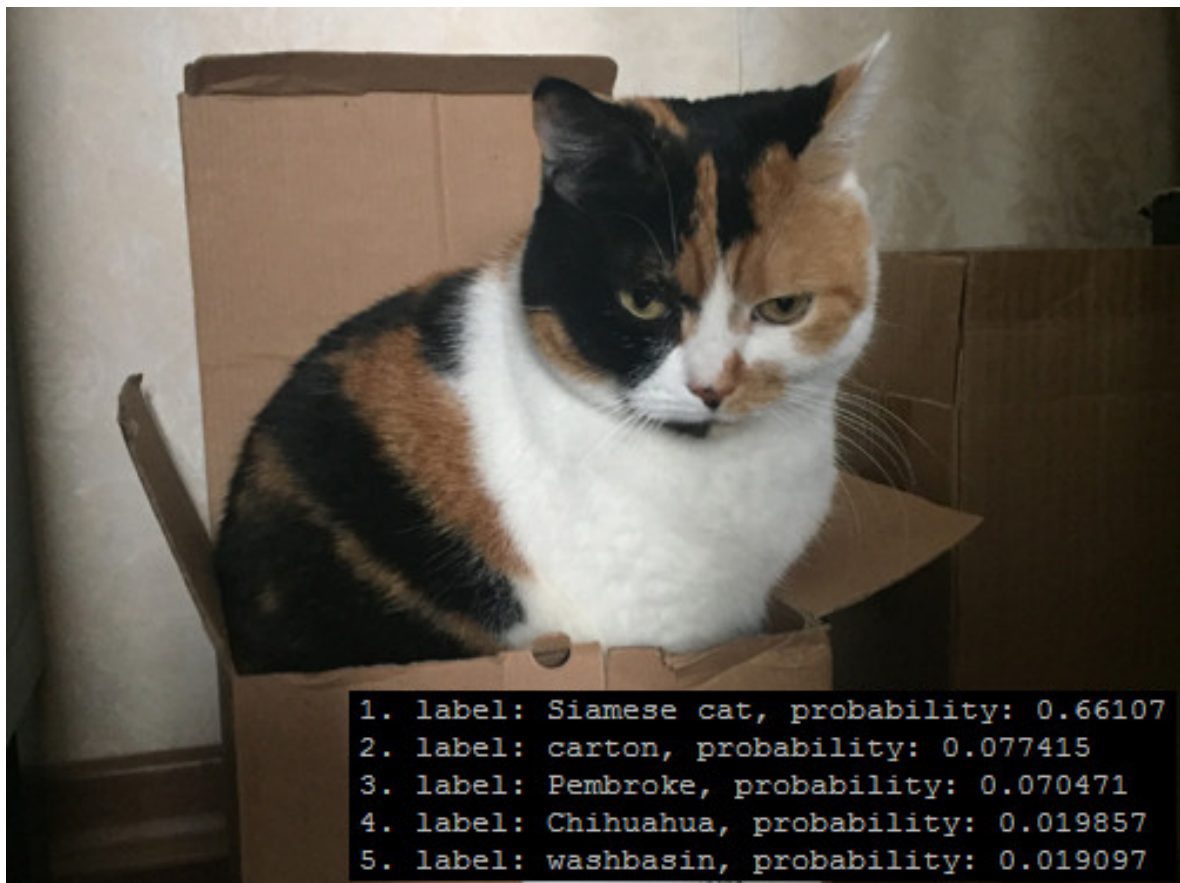 1. label: Siamese cat, probability: 0.66107
2. label: carton, probability: 0.077415
3. label: Pembroke, probability: 0.070471
4. label: Chihuahua, probability: 0.019857
5. label: washbasin, probability: 0.019097